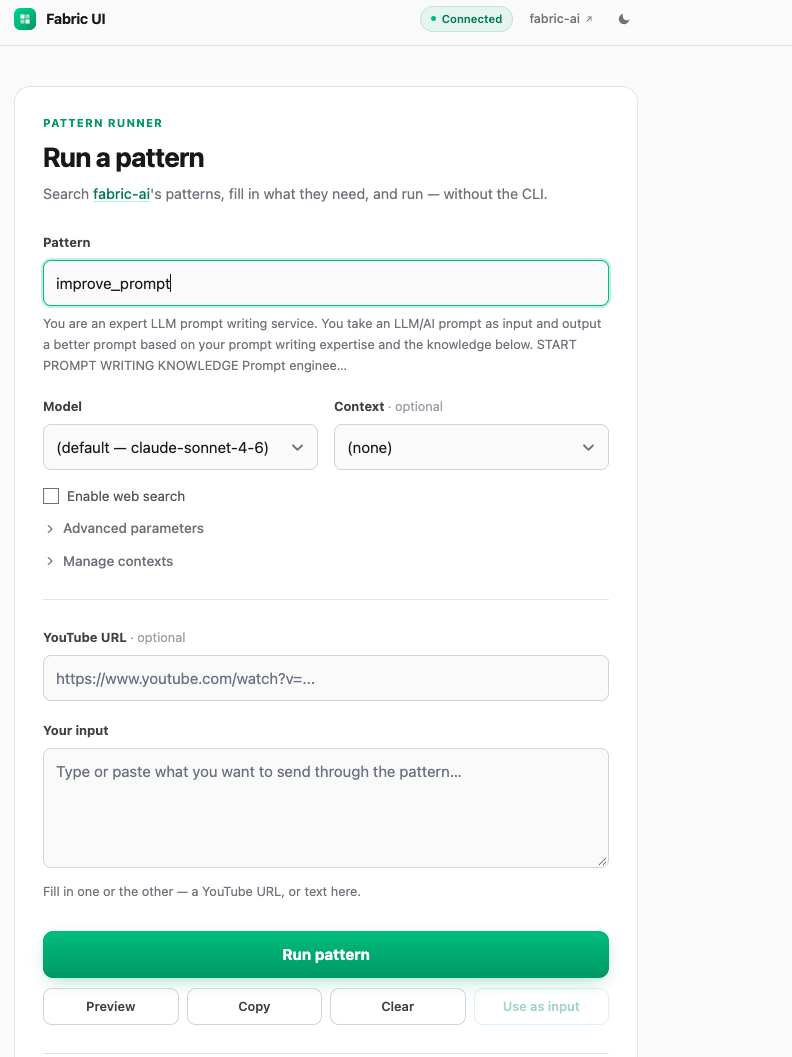 Fabric UI
Connected
fabric-ai ↗
PATTERN RUNNER
Run a pattern
Search fabric-ai's patterns, fill in what they need, and run — without the CLI.
Pattern
improve_prompt
You are an expert LLM prompt writing service. You take an LLM/AI prompt as input and output
a better prompt based on your prompt writing expertise and the knowledge below. START
PROMPT WRITING KNOWLEDGE Prompt enginee...
Model
Context · optional
(default — claude-sonnet-4-6)
(none)
Enable web search
Advanced parameters
Manage contexts
YouTube URL · optional
https://www.youtube.com/watch?v=...
Your input
Type or paste what you want to send through the pattern...
Fill in one or the other — a YouTube URL, or text here.
Run pattern
Preview
Copy
Clear
Use as input